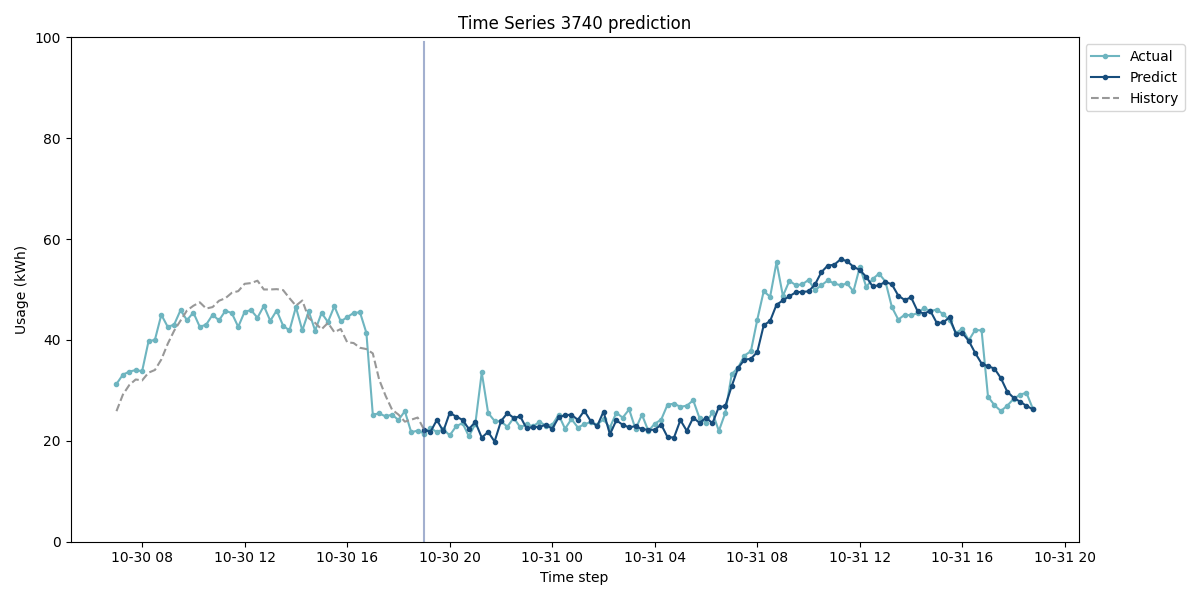 Time Series 3740 prediction
100
80
60
40
20
0
Usage (kWh)
10-30 08 10-30 12 10-30 16 10-30 20 10-31 00 10-31 04 10-31 08 10-31 12 10-31 16 10-31 20
Time step
Actual
Predict
History